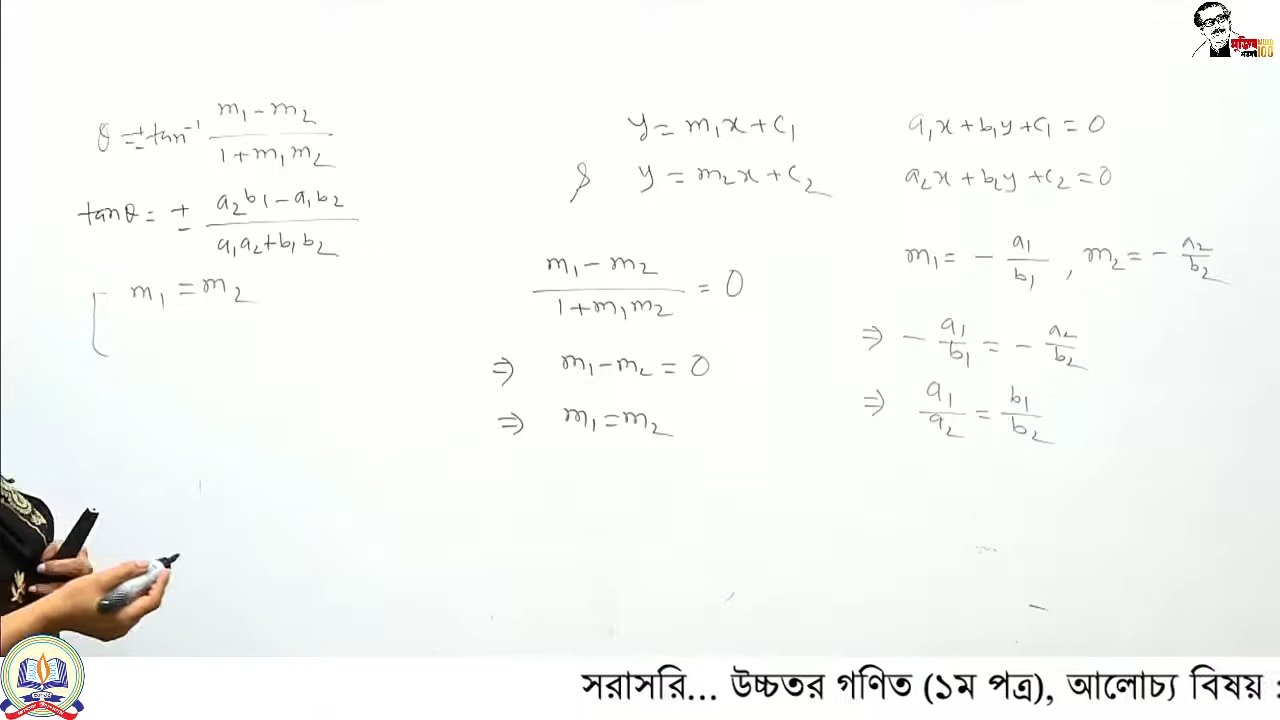 θ = ± tan⁻¹ (m₁ - m₂)/(1 + m₁m₂)
tanθ = ± (a₂b₁ - a₁b₂)/(a₁a₂ + b₁b₂)
m₁ = m₂
y = m₁x + c₁
& y = m₂x + c₂
(m₁ - m₂)/(1 + m₁m₂) = 0
⇒ m₁ - m₂ = 0
⇒ m₁ = m₂
a₁x + b₁y + c₁ = 0
a₂x + b₂y + c₂ = 0
m₁ = - a₁/b₁ , m₂ = - a₂/b₂
⇒ - a₁/b₁ = - a₂/b₂
⇒ a₁/a₂ = b₁/b₂
মুজিব
100
সরাসরি... উচ্চতর গণিত (১ম পত্র), আলোচ্য বিষয় :